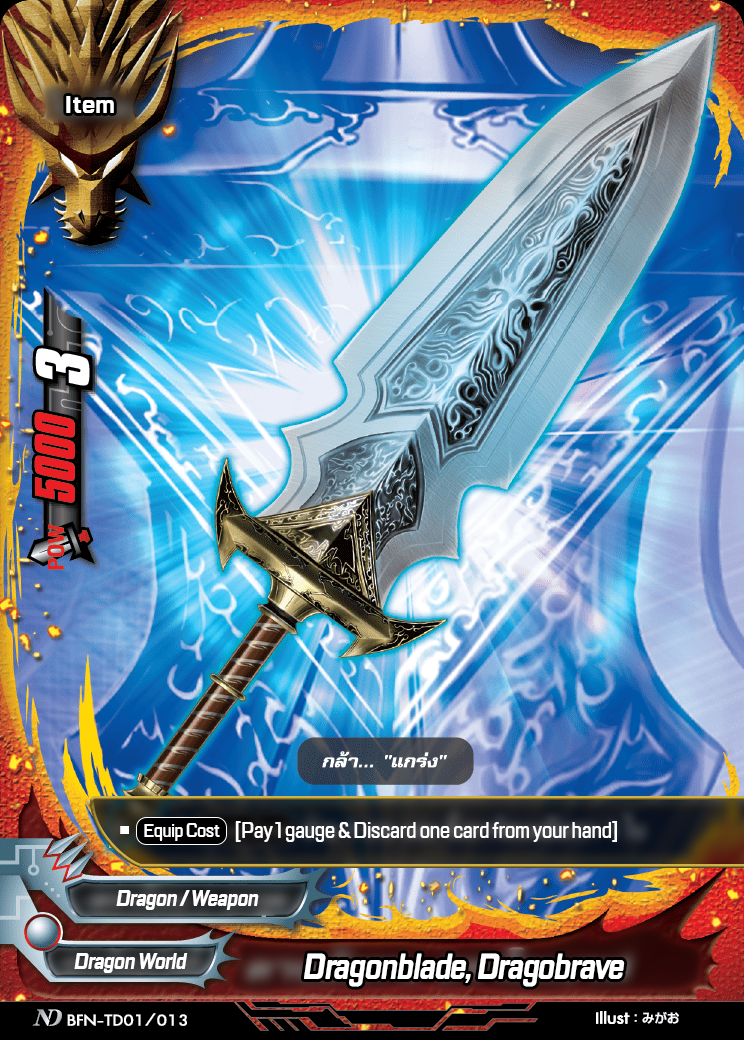 Item
3
5000
POW
กล้า... "แกร่ง"
■ Equip Cost [Pay 1 gauge & Discard one card from your hand]
Dragon / Weapon
Dragon World
Dragonblade, Dragobrave
ND BFN-TD01/013
Illust : みがお